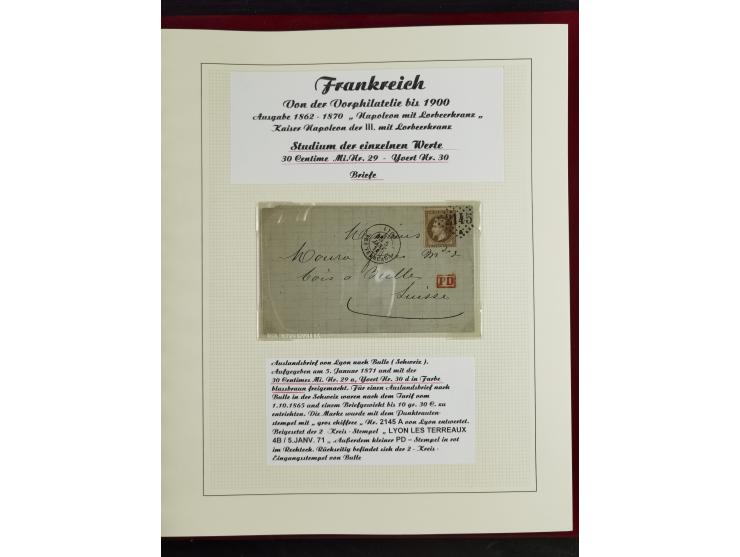 Frankreich
Von der Vorphilatelie bis 1900
Ausgabe 1862 - 1870 „ Napoleon mit Lorbeerkranz „
Kaiser Napoleon der III. mit Lorbeerkranz
Studium der einzelnen Werte
30 Centime Mi.Nr. 29 - Yvert Nr. 30
Briefe
145
Messieurs
Moura
Bois à Bulle
Suisse
PD
Auslandsbrief von Lyon nach Bulle ( Schweiz ).
Aufgegeben am 5. Januar 1871 und mit der
30 Centimes Mi. Nr. 29 a, Yvert Nr. 30 d in Farbe
blassbraun freigemacht. Für einen Auslandsbrief nach
Bulle in der Schweiz waren nach dem Tarif vom
1.10.1865 und einem Briefgewicht bis 10 gr. 30 C. zu
entrichten. Die Marke wurde mit dem Punktrauten-
stempel mit „ gros chiffres „ Nr. 2145 A von Lyon entwertet.
Beigesetzt der 2 - Kreis - Stempel „ LYON LES TERREAUX
4B / 5.JANV. 71 „ Außerdem kleiner PD – Stempel in rot
im Rechteck. Rückseitig befindet sich der 2 - Kreis -
Eingangsstempel von Bulle